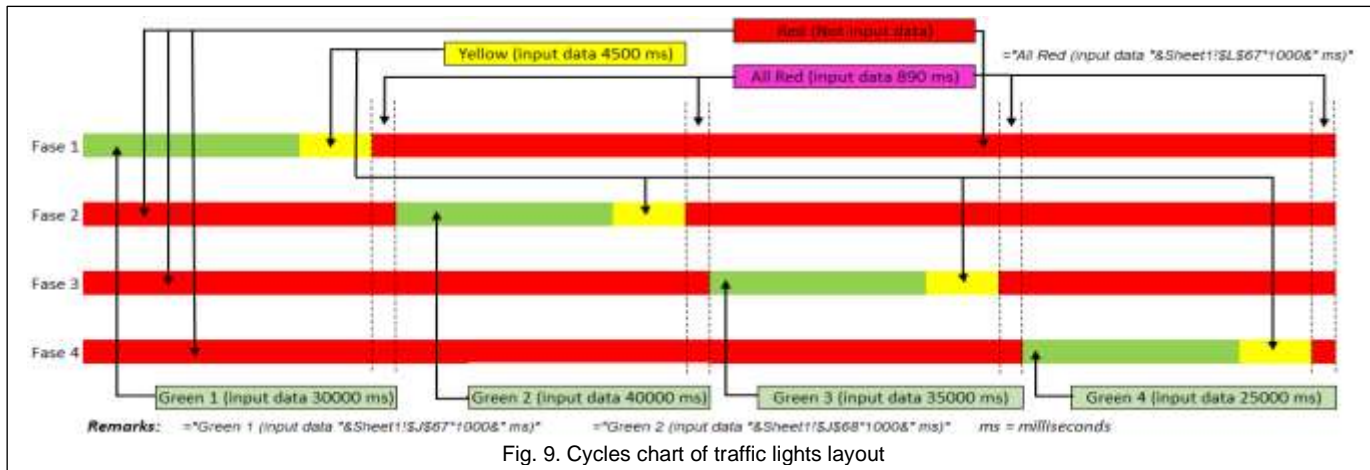 Red (Not input data)
Yellow (input data 4500 ms)
="All Red (input data "&Sheet1!$L$67*1000&" ms)"
All Red (input data 890 ms)
Fase 1
Fase 2
Fase 3
Fase 4
Green 1 (input data 30000 ms)
Green 2 (input data 40000 ms)
Green 3 (input data 35000 ms)
Green 4 (input data 25000 ms)
Remarks: ="Green 1 (input data "&Sheet1!$J$67*1000&" ms)" ="Green 2 (input data "&Sheet1!$J$68*1000&" ms)" ms = milliseconds
Fig. 9. Cycles chart of traffic lights layout